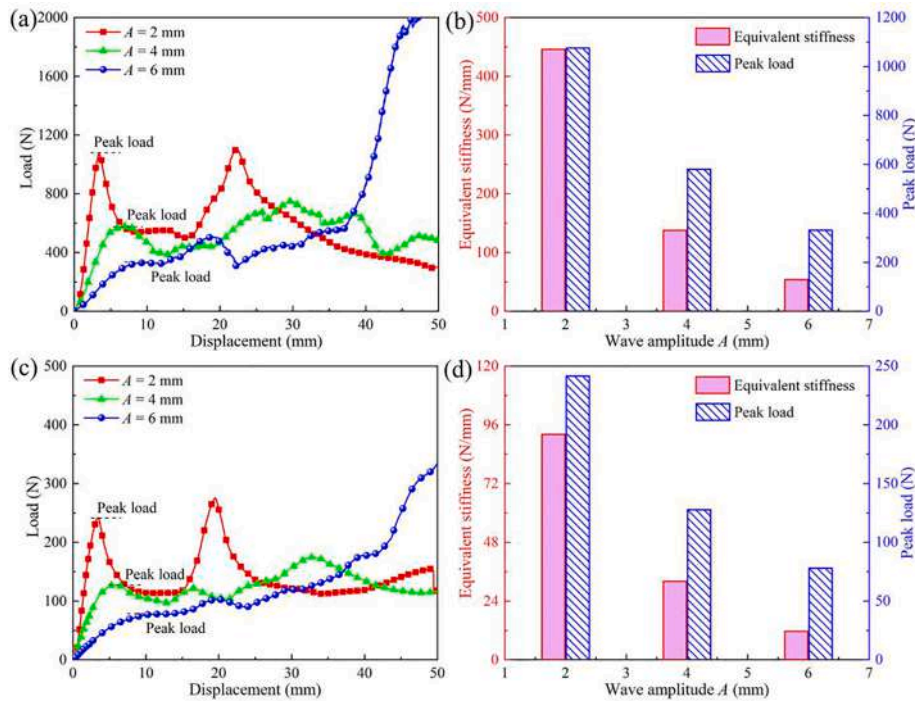 (a)
2000
1600
1200
800
400
0
Load (N)
A = 2 mm
A = 4 mm
A = 6 mm
Peak load
Peak load
Peak load
0 10 20 30 40 50
Displacement (mm)
(b)
500
400
300
200
100
0
Equivalent stiffness (N/mm)
Equivalent stiffness
Peak load
1200
1000
800
600
400
200
0
Peak load (N)
1 2 3 4 5 6 7
Wave amplitude A (mm)
(c)
500
400
300
200
100
0
Load (N)
A = 2 mm
A = 4 mm
A = 6 mm
Peak load
Peak load
Peak load
0 10 20 30 40 50
Displacement (mm)
(d)
120
96
72
48
24
0
Equivalent stiffness (N/mm)
Equivalent stiffness
Peak load
250
200
150
100
50
0
Peak load (N)
1 2 3 4 5 6 7
Wave amplitude A (mm)